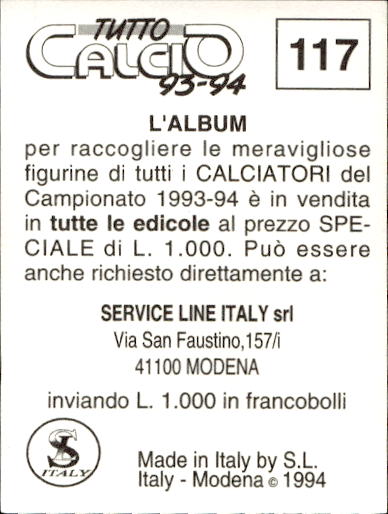 TUTTO
CALCIO
93-94
117
L'ALBUM
per raccogliere le meravigliose
figurine di tutti i CALCIATORI del
Campionato 1993-94 è in vendita
in tutte le edicole al prezzo SPE-
CIALE di L. 1.000. Può essere
anche richiesto direttamente a:
SERVICE LINE ITALY srl
Via San Faustino,157/i
41100 MODENA
inviando L. 1.000 in francobolli
SL
ITALY
Made in Italy by S.L.
Italy - Modena © 1994